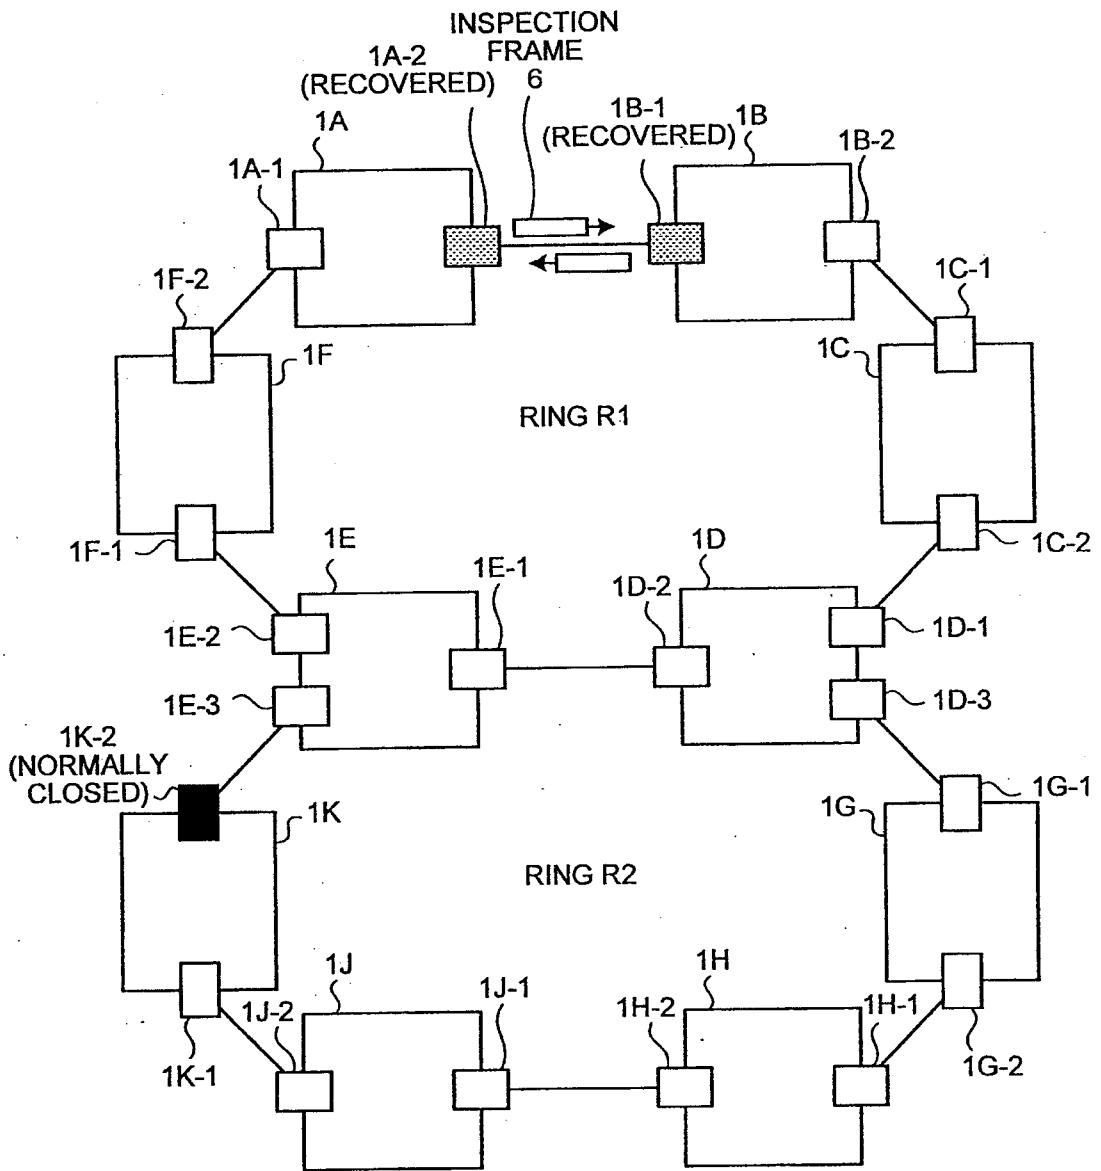 INSPECTION
FRAME
6
1A-2
(RECOVERED)
1B-1
(RECOVERED)
1A
1B
1B-2
1A-1
1F-2
1C-1
1F
1C
RING R1
1F-1
1E
1D
1C-2
1E-1
1D-2
1E-2
1D-1
1E-3
1D-3
1K-2
(NORMALLY
CLOSED)
1G-1
1K
1G
RING R2
1J
1H
1J-2
1J-1
1H-2
1H-1
1K-1
1G-2